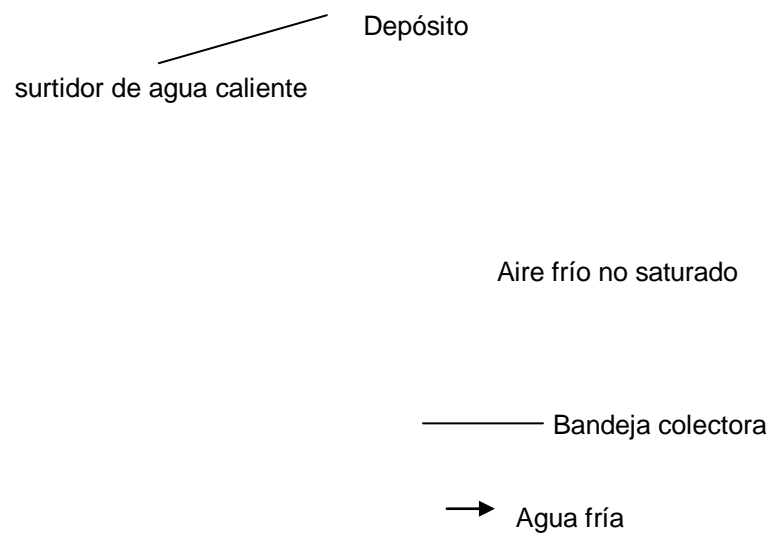 Depósito
surtidor de agua caliente
Aire frío no saturado
Bandeja colectora
Agua fría